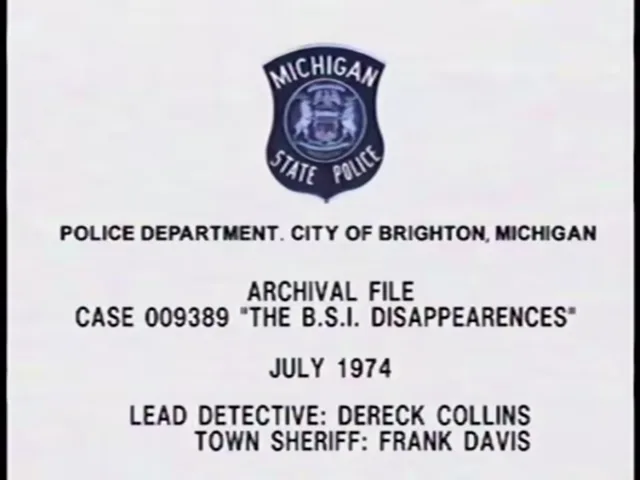 MICHIGAN
STATE POLICE
POLICE DEPARTMENT. CITY OF BRIGHTON, MICHIGAN
ARCHIVAL FILE
CASE 009389 "THE B.S.I. DISAPPEARENCES"
JULY 1974
LEAD DETECTIVE: DERECK COLLINS
TOWN SHERIFF: FRANK DAVIS